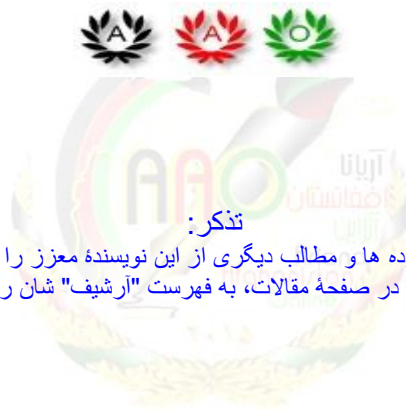 A A O
AAO
آریانا
افغانستان
آنلاین
تذکر:
ده ها و مطالب دیگری از این نویسندۀ معزز را
در صفحۀ مقالات، به فهرست "آرشیف" شان ر